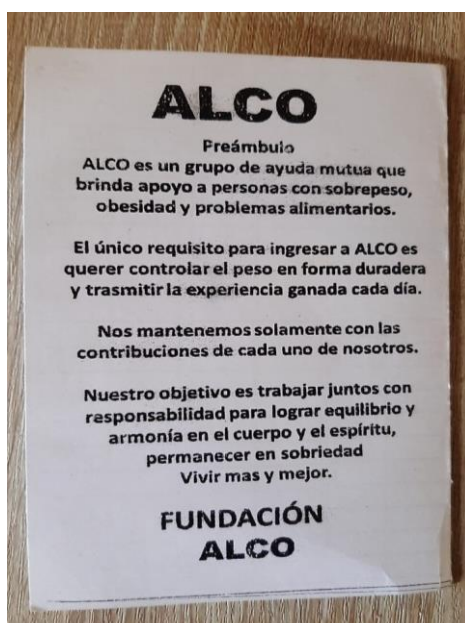 ALCO
Preámbulo
ALCO es un grupo de ayuda mutua que
brinda apoyo a personas con sobrepeso,
obesidad y problemas alimentarios.
El único requisito para ingresar a ALCO es
querer controlar el peso en forma duradera
y trasmitir la experiencia ganada cada día.
Nos mantenemos solamente con las
contribuciones de cada uno de nosotros.
Nuestro objetivo es trabajar juntos con
responsabilidad para lograr equilibrio y
armonía en el cuerpo y el espíritu,
permanecer en sobriedad
Vivir mas y mejor.
FUNDACIÓN
ALCO